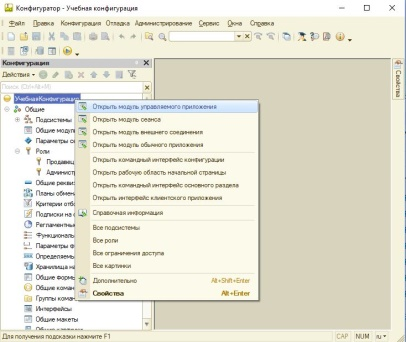 Конфигуратор - Учебная конфигурация
Файл Правка Конфигурация Отладка Администрирование Сервис Окна Справка
Конфигурация
Действия
Поиск (Ctrl+Alt+M)
УчебнаяКонфигурация
Общие
Подсистемы
Общие модул
Параметры се
Роли
Продавец
Админист
Общие рекви
Планы обмен
Критерии отбо
Подписки на с
Регламентны
Функциональ
Параметры ф
Определяемы
Хранилища на
Общие формы
Общие коман
Группы коман
Интерфейсы
Общие макеты
Открыть модуль управляемого приложения
Открыть модуль сеанса
Открыть модуль внешнего соединения
Открыть модуль обычного приложения
Открыть командный интерфейс конфигурации
Открыть рабочую область начальной страницы
Открыть командный интерфейс основного раздела
Открыть интерфейс клиентского приложения
Справочная информация
Все подсистемы
Все роли
Все ограничения доступа
Все картинки
Дополнительно Alt+Shift+Enter
Свойства Alt+Enter
Свойства
Для получения подсказки нажмите F1
CAP NUM ru